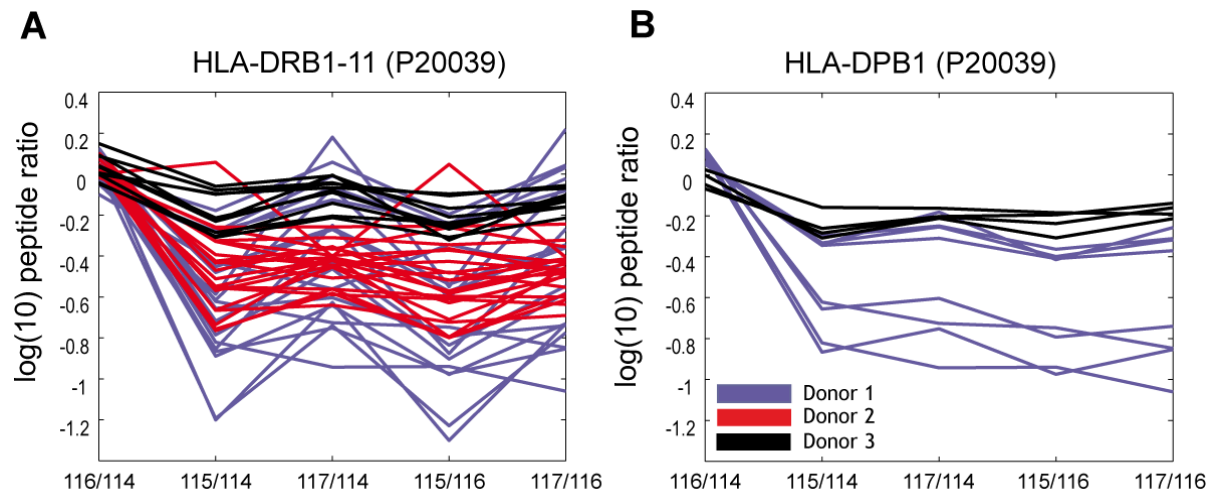 A
HLA-DRB1-11 (P20039)
log(10) peptide ratio
0.4
0.2
0
-0.2
-0.4
-0.6
-0.8
-1
-1.2
116/114 115/114 117/114 115/116 117/116
B
HLA-DPB1 (P20039)
log(10) peptide ratio
0.4
0.2
0
-0.2
-0.4
-0.6
-0.8
-1
-1.2
Donor 1
Donor 2
Donor 3
116/114 115/114 117/114 115/116 117/116